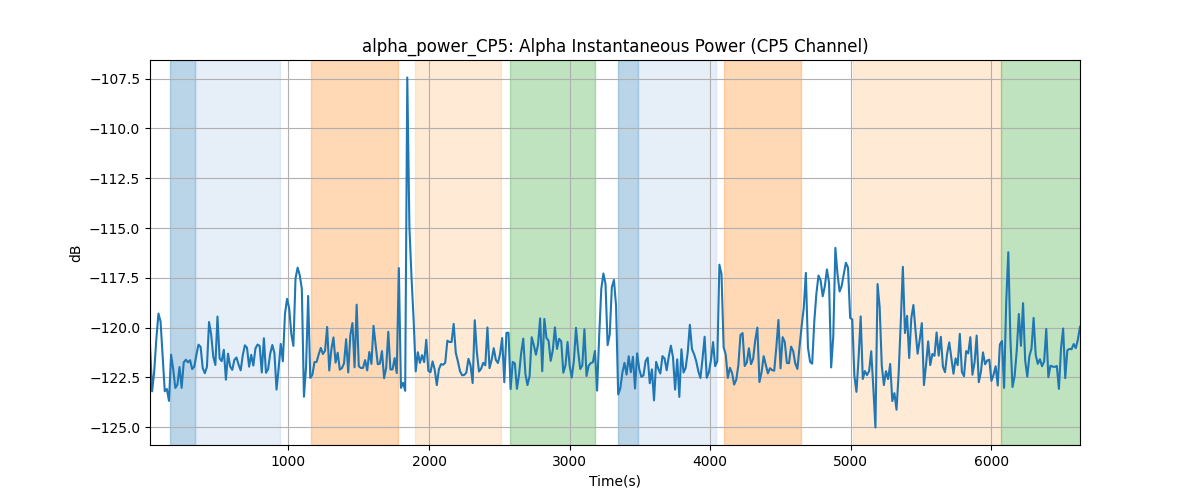 alpha_power_CP5: Alpha Instantaneous Power (CP5 Channel)
−107.5
−110.0
−112.5
−115.0
−117.5
−120.0
−122.5
−125.0
dB
1000 2000 3000 4000 5000 6000
Time(s)